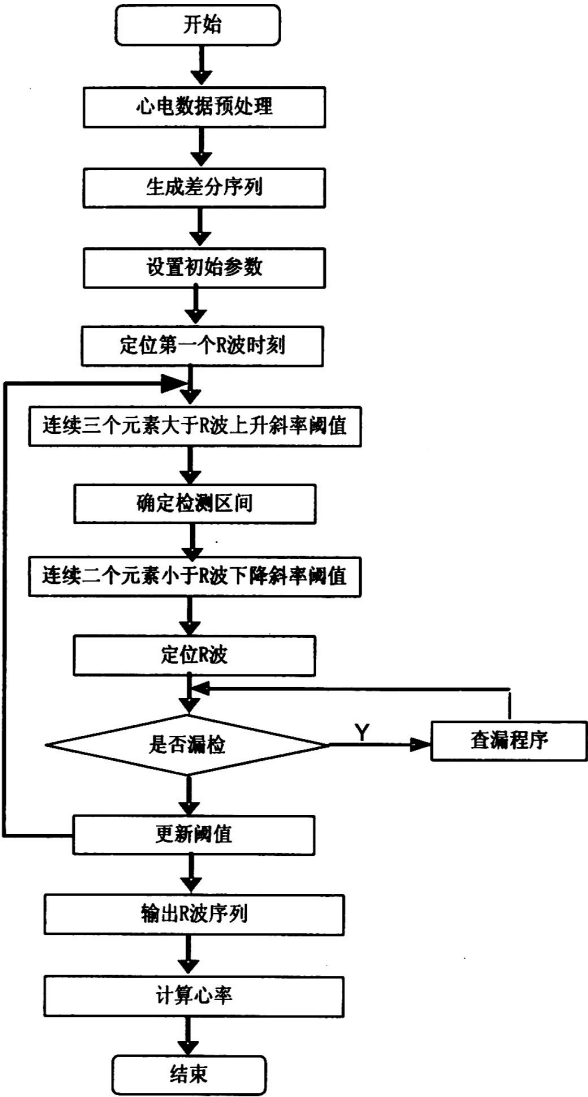 开始
心电数据预处理
生成差分序列
设置初始参数
定位第一个R波时刻
连续三个元素大于R波上升斜率阈值
确定检测区间
连续二个元素小于R波下降斜率阈值
定位R波
是否漏检
Y
查漏程序
更新阈值
输出R波序列
计算心率
结束